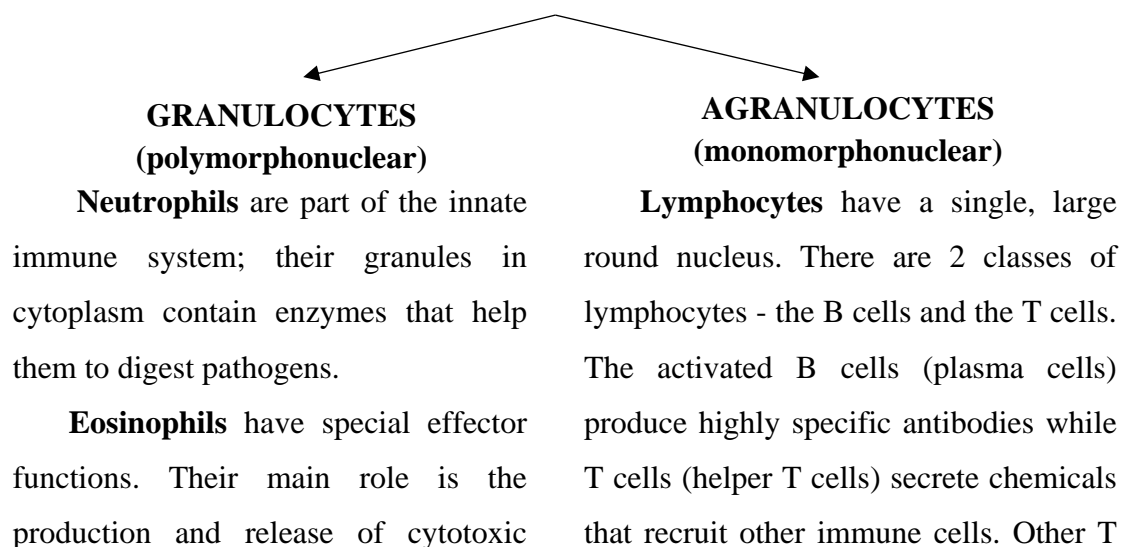 GRANULOCYTES
(polymorphonuclear)
Neutrophils are part of the innate
immune system; their granules in
cytoplasm contain enzymes that help
them to digest pathogens.
Eosinophils have special effector
functions. Their main role is the
production and release of cytotoxic
AGRANULOCYTES
(monomorphonuclear)
Lymphocytes have a single, large
round nucleus. There are 2 classes of
lymphocytes - the B cells and the T cells.
The activated B cells (plasma cells)
produce highly specific antibodies while
T cells (helper T cells) secrete chemicals
that recruit other immune cells. Other T